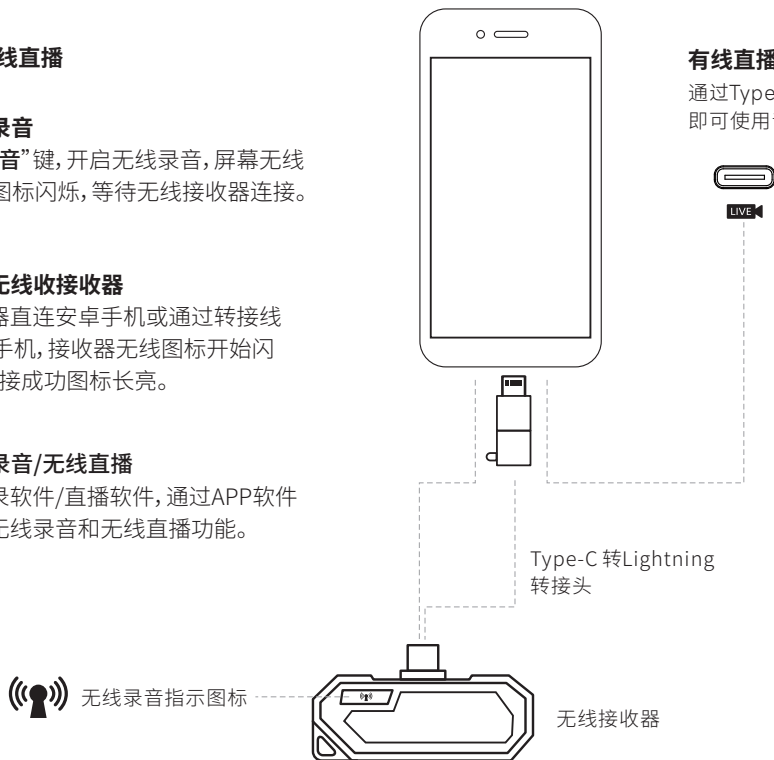 线直播
录音
音”键，开启无线录音，屏幕无线
图标闪烁，等待无线接收器连接。
无线收接收器
器直连安卓手机或通过转接线
手机，接收器无线图标开始闪
接成功图标长亮。
录音/无线直播
录软件/直播软件，通过APP软件
无线录音和无线直播功能。
有线直播
通过Type
即可使用
LIVE
Type-C 转Lightning
转接头
无线录音指示图标
无线接收器